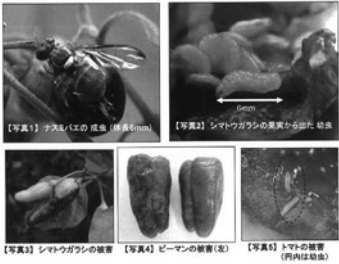 【写真1】 ナスミバエの 成虫 (体長6mm)
6mm
【写真2】 シマトウガラシの果実から出た 幼虫
【写真3】 シマトウガラシの被害
【写真4】 ピーマンの被害(左)
【写真5】 トマトの被害
(円内は幼虫)